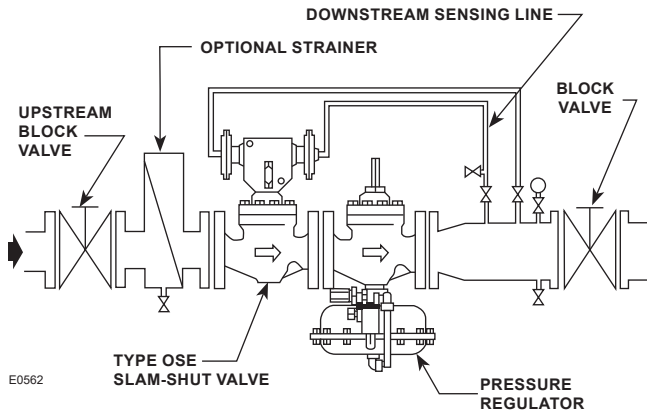 DOWNSTREAM SENSING LINE
OPTIONAL STRAINER
UPSTREAM
BLOCK
VALVE
BLOCK
VALVE
TYPE OSE
SLAM-SHUT VALVE
PRESSURE
REGULATOR
E0562